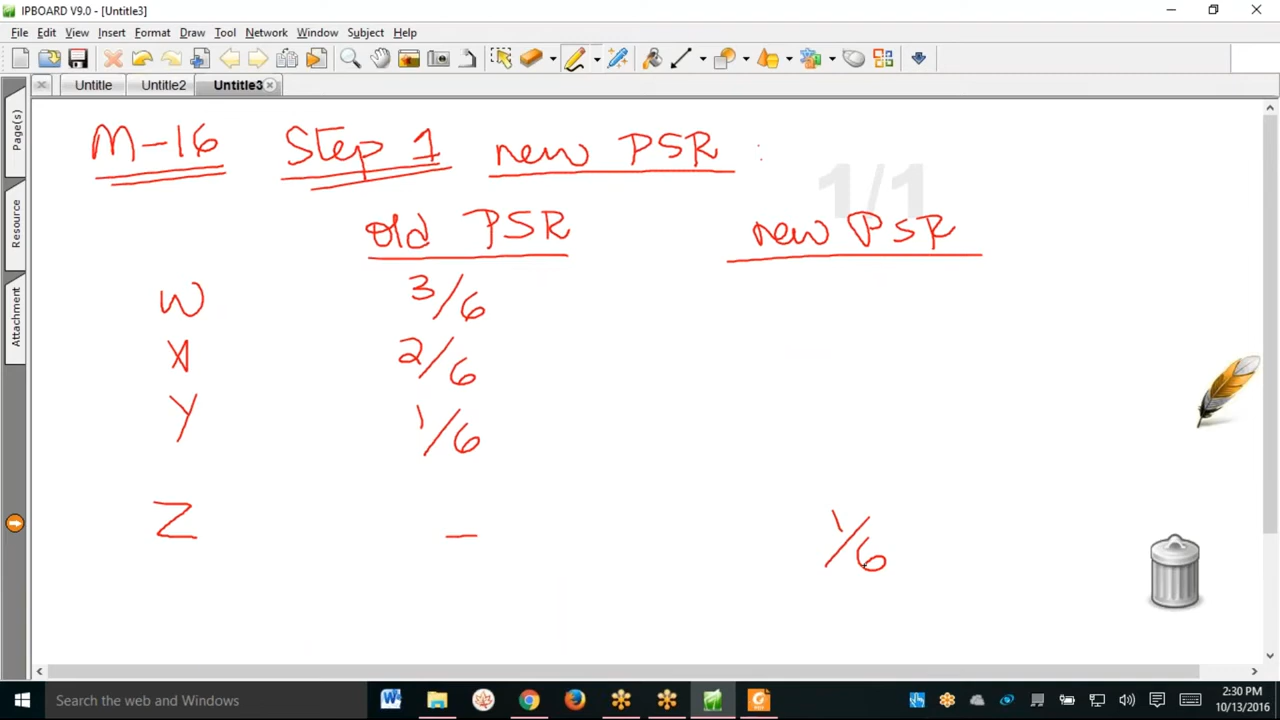 IPBOARD V9.0 - [Untitle3]
File Edit View Insert Format Draw Tool Network Window Subject Help
Untitle Untitle2 Untitle3
Page(s)
Resource
Attachment
1/1
M-16 Step 1 new PSR :
old PSR new PSR
W 3/6
X 2/6
Y 1/6
Z - 1/6
Search the web and Windows
2:30 PM
10/13/2016